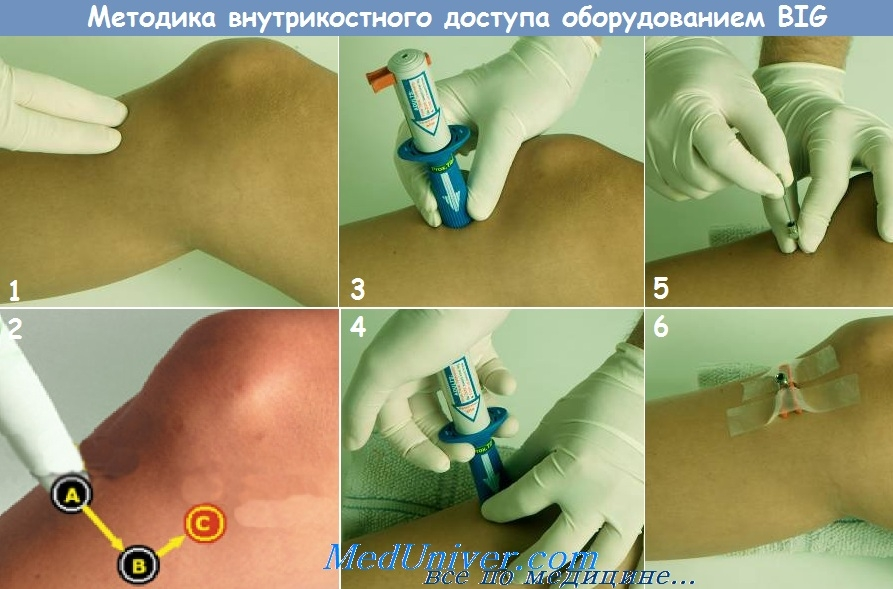 Методика внутрикостного доступа оборудованием BIG
1
3
5
2
4
6
A
B
C
MedUniver.com
все по медицине...